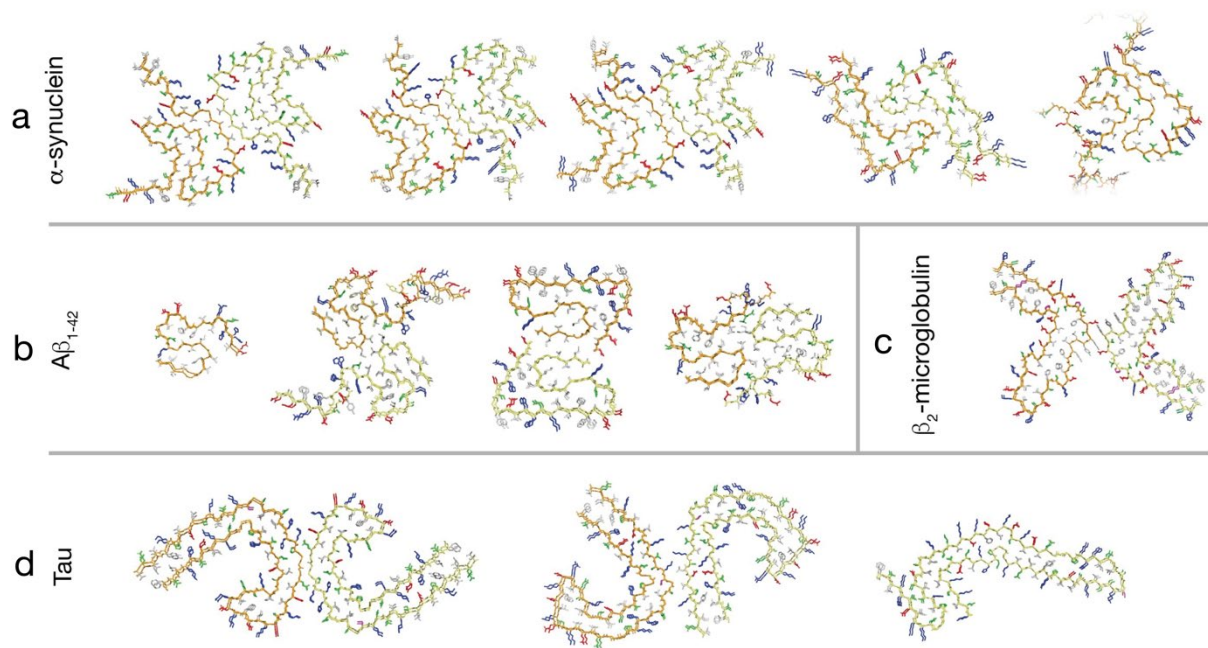 a
α-synuclein
b
Aβ1-42
c
β2-microglobulin
d
Tau